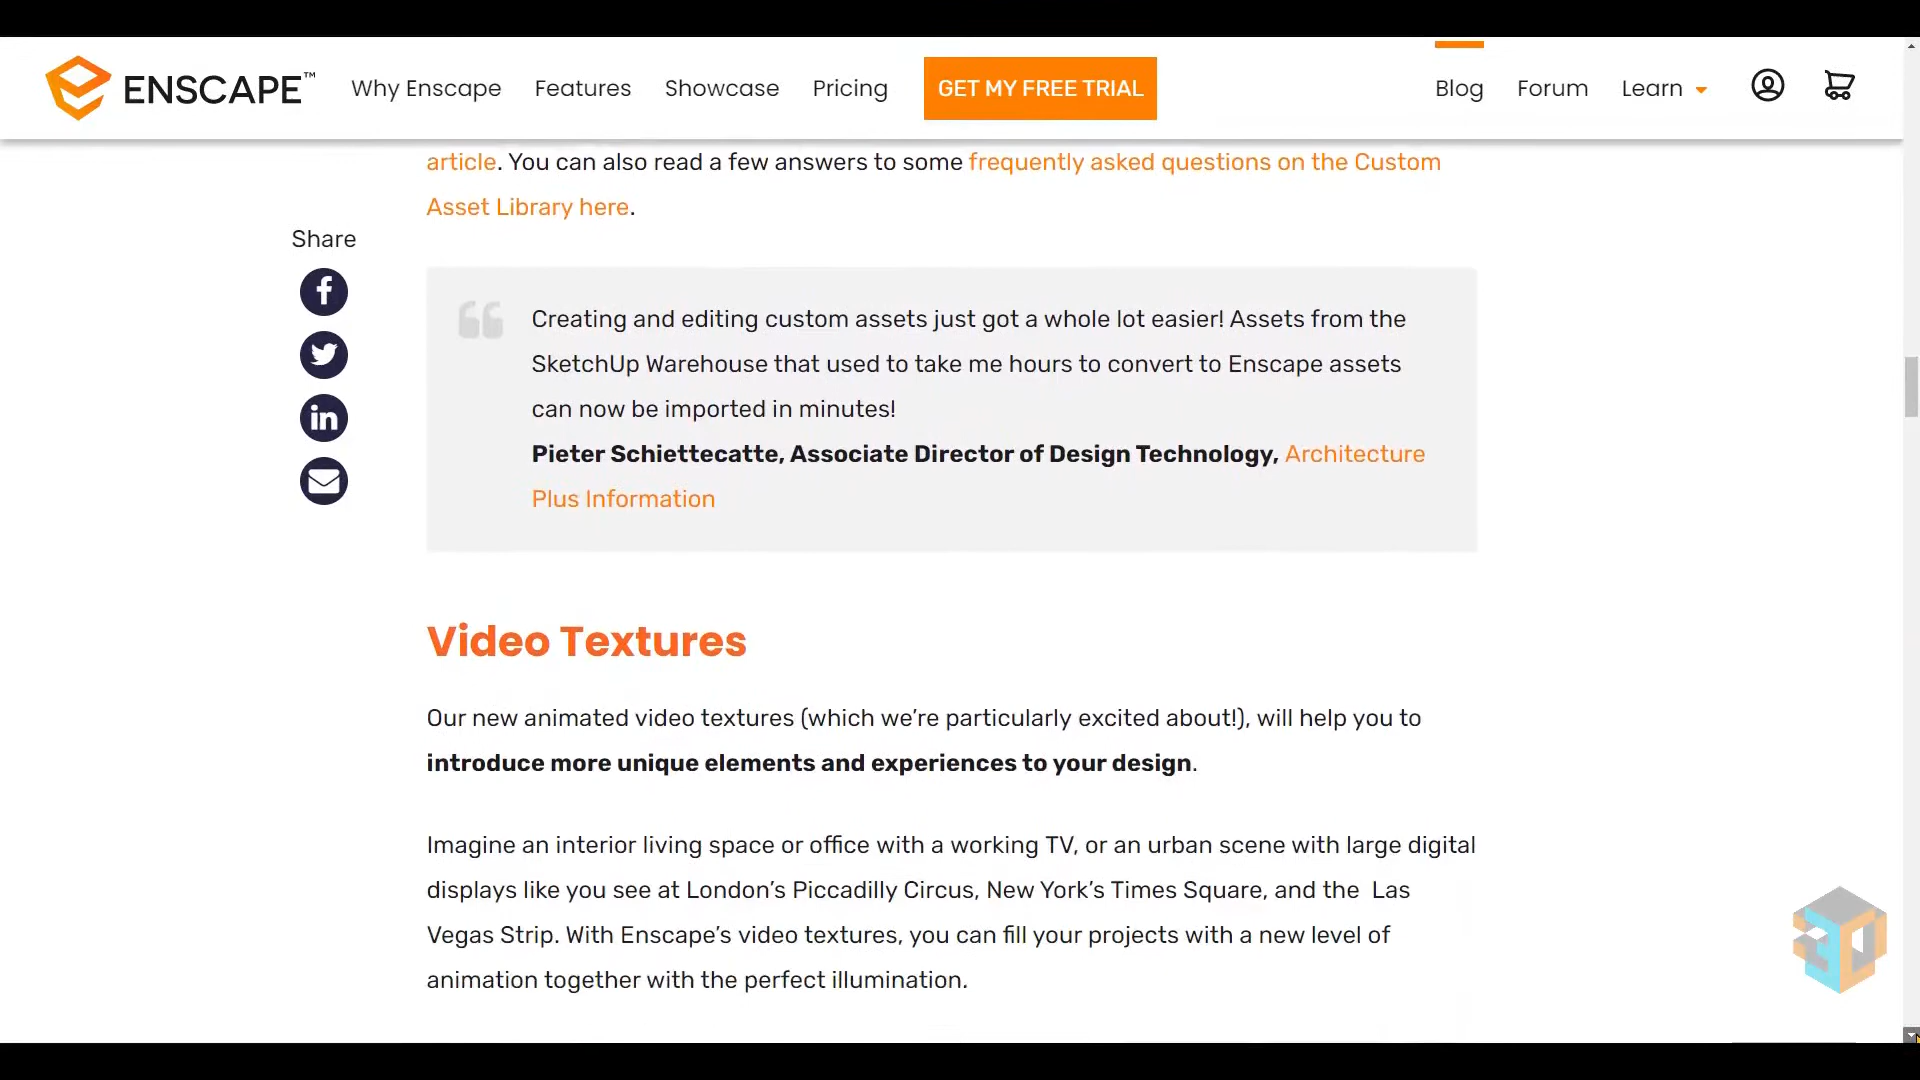 ENSCAPE™ Why Enscape Features Showcase Pricing GET MY FREE TRIAL Blog Forum Learn
article. You can also read a few answers to some frequently asked questions on the Custom
Asset Library here.
Share
Creating and editing custom assets just got a whole lot easier! Assets from the
SketchUp Warehouse that used to take me hours to convert to Enscape assets
can now be imported in minutes!
Pieter Schiettecatte, Associate Director of Design Technology, Architecture
Plus Information
Video Textures
Our new animated video textures (which we’re particularly excited about!), will help you to
introduce more unique elements and experiences to your design.
Imagine an interior living space or office with a working TV, or an urban scene with large digital
displays like you see at London’s Piccadilly Circus, New York’s Times Square, and the  Las
Vegas Strip. With Enscape’s video textures, you can fill your projects with a new level of
animation together with the perfect illumination.
3D